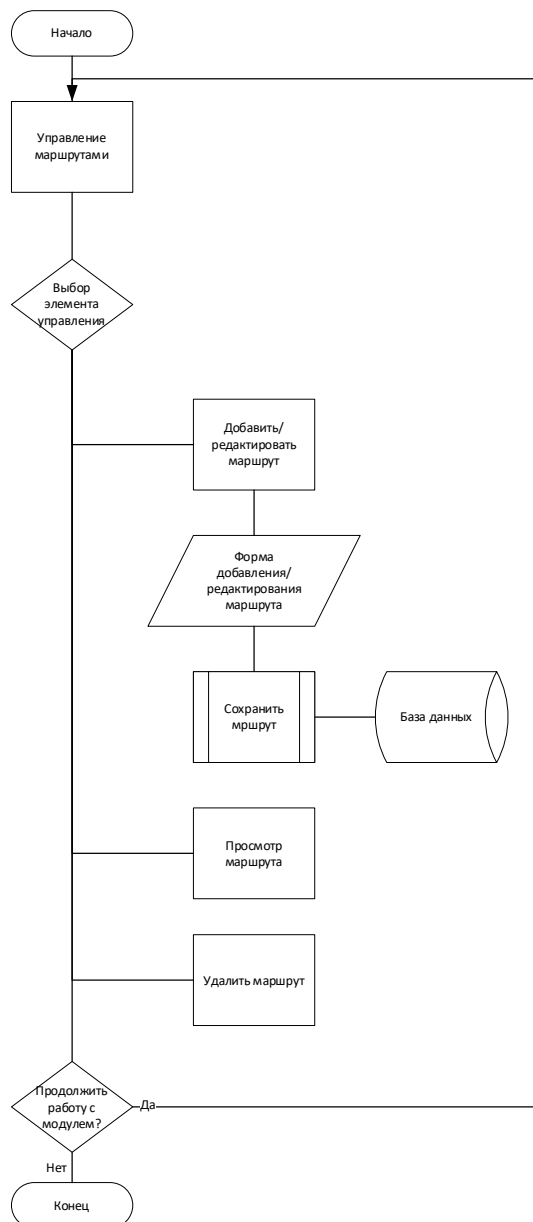 Начало
Управление
маршрутами
Выбор
элемента
управления
Добавить/
редактировать
маршрут
Форма
добавления/
редактирования
маршрута
Сохранить
мршрут
База данных
Просмотр
маршрута
Удалить маршрут
Продолжить
работу с
модулем?
Да
Нет
Конец